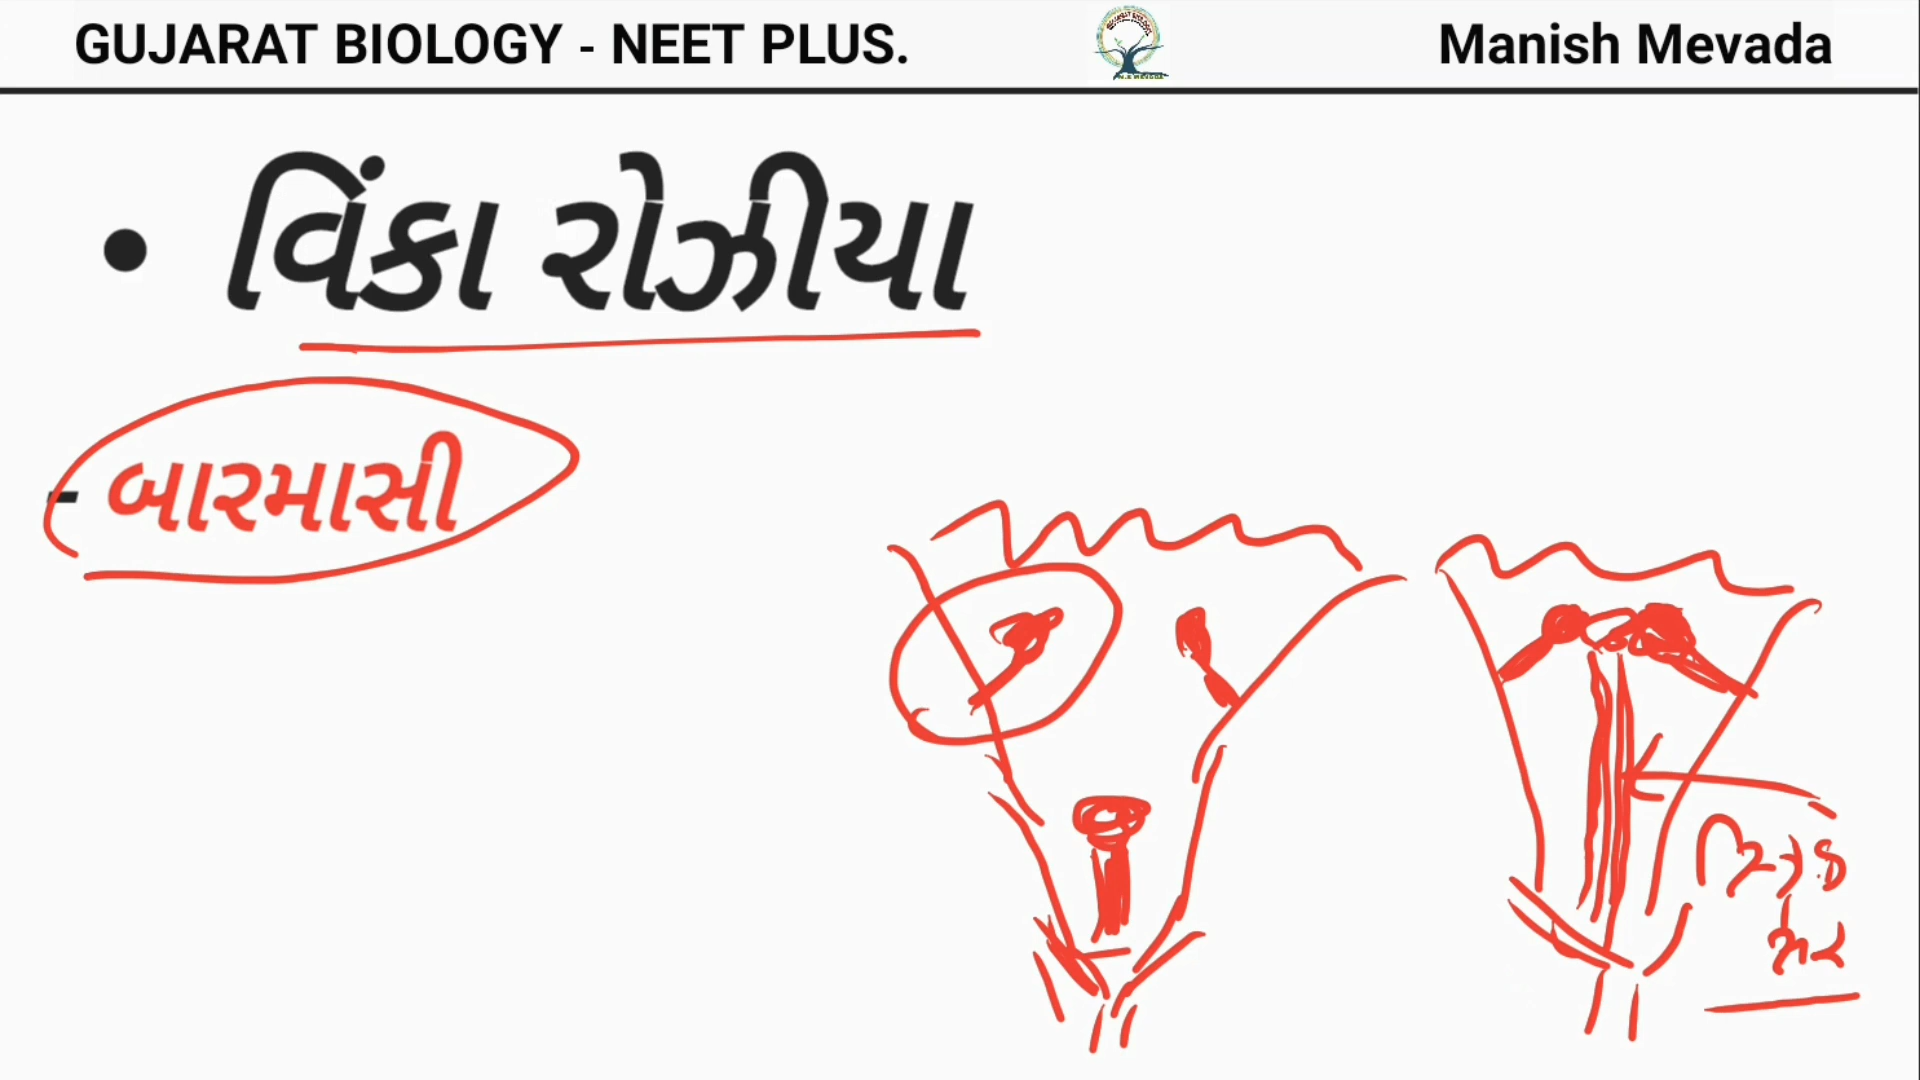 GUJARAT BIOLOGY - NEET PLUS.
Manish Mevada
• વિંકા રોઝીયા
- બારમાસી